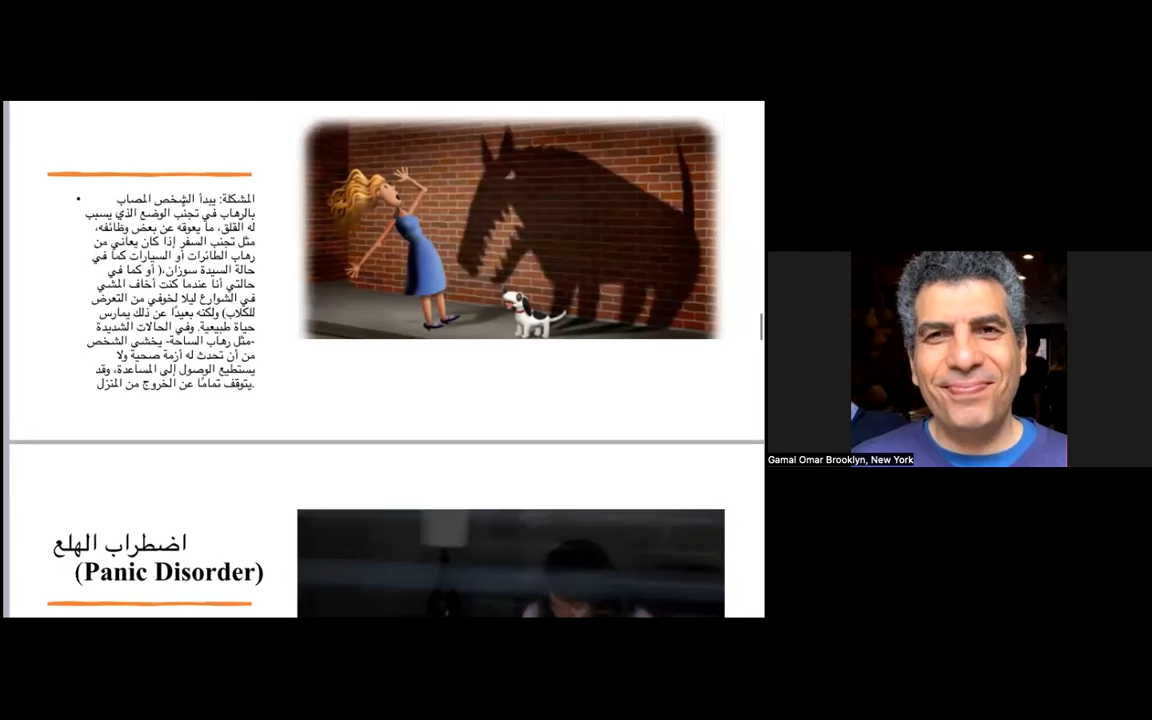 المشكلة: يبدأ الشخص المصاب
بالرهاب في تجنُّب الوضع الذي يسبب
له القلق، ما يعوقه عن بعض وظائفه،
مثل تجنب السفر إذا كان يعاني من
رهاب الطائرات أو السيارات كما في
حالة السيدة سوزان،( أو كما في
حالتي أنا عندما كنت أخاف المشي
في الشوارع ليلا لخوفي من التعرض
للكلاب) ولكنه بعيدًا عن ذلك يمارس
حياة طبيعية. وفي الحالات الشديدة
-مثل رهاب الساحة- يخشى الشخص
من أن تحدث له أزمة صحية ولا
يستطيع الوصول إلى المساعدة، وقد
.يتوقف تمامًا عن الخروج من المنزل
اضطراب الهلع
(Panic Disorder)
Gamal Omar Brooklyn, New York